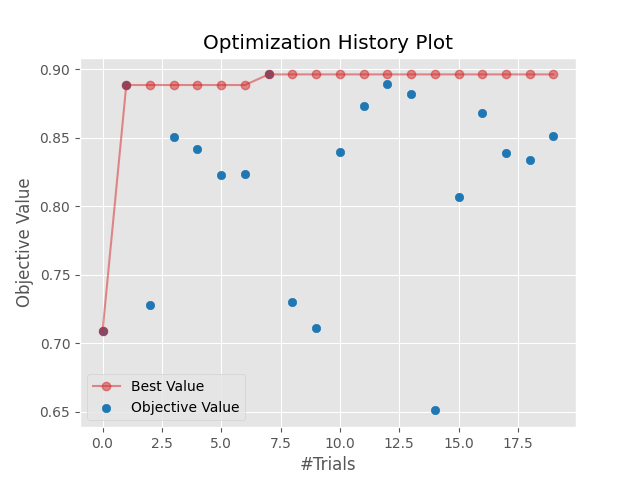 Optimization History Plot
Objective Value
0.90
0.85
0.80
0.75
0.70
0.65
Best Value
Objective Value
0.0
2.5
5.0
7.5
10.0
12.5
15.0
17.5
#Trials